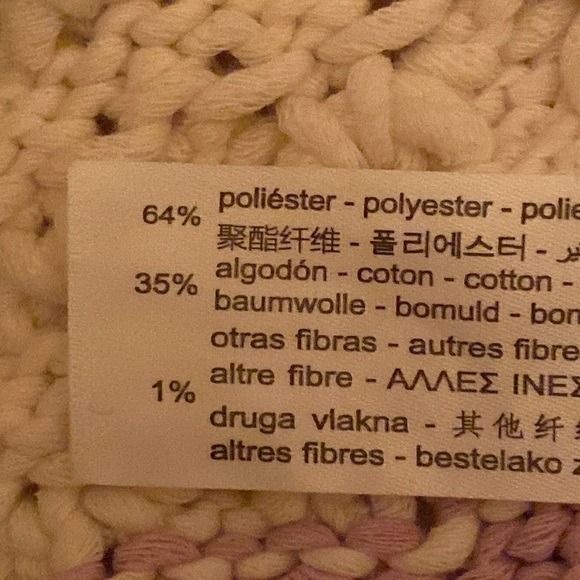 64% poliéster - polyester - polie
聚酯纤维 - 폴리에스터 -
35% algodón - coton - cotton -
baumwolle - bomuld - bon
otras fibras - autres fibre
1% altre fibre - ΑΛΛΕΣ ΙΝΕΣ
druga vlakna - 其他纤
altres fibres - bestelako z